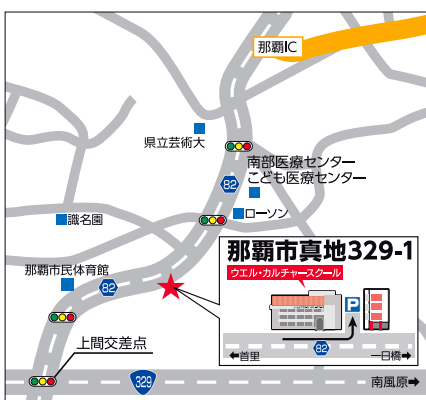 那覇IC
県立芸術大
南部医療センター
こども医療センター
82
ローソン
識名園
那覇市民体育館
82
那覇市真地329-1
ウエル・カルチャースクール
P
82
←首里
一日橋→
上間交差点
329
南風原→